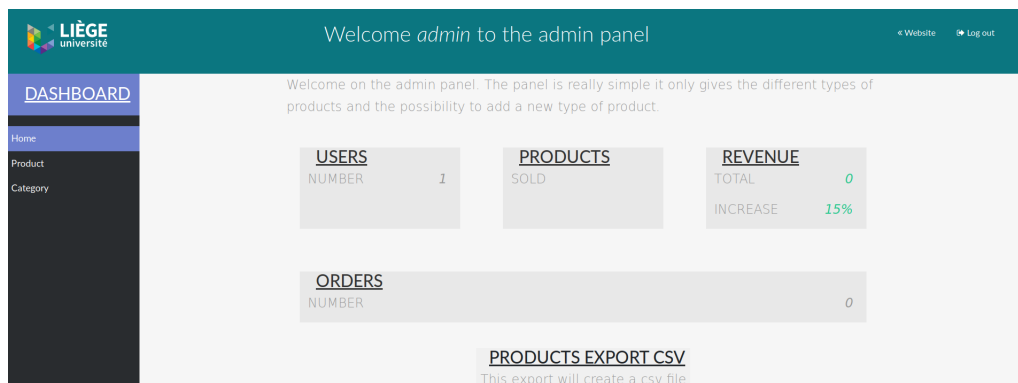 LIÈGE
université
Welcome admin to the admin panel
« Website
Log out
DASHBOARD
Home
Product
Category
Welcome on the admin panel. The panel is really simple it only gives the different types of
products and the possibility to add a new type of product.
USERS
NUMBER 1
PRODUCTS
SOLD
REVENUE
TOTAL 0
INCREASE 15%
ORDERS
NUMBER 0
PRODUCTS EXPORT CSV
This export will create a csv file